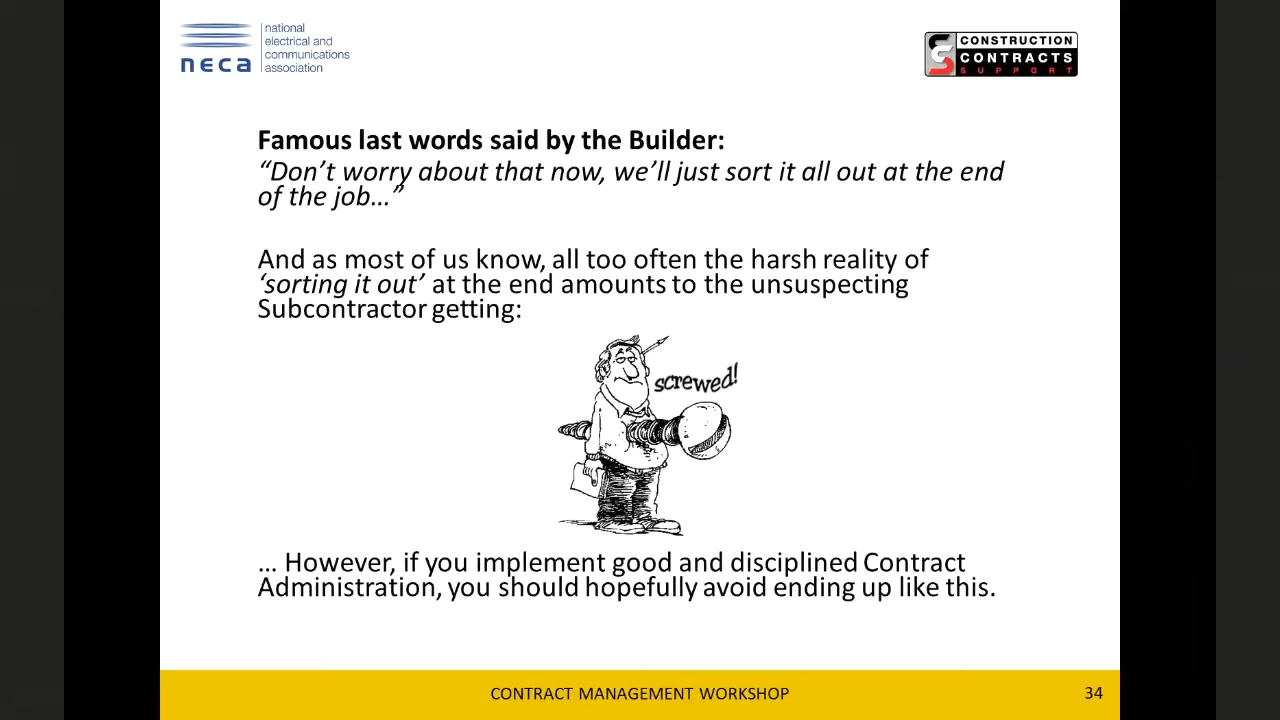 national
electrical and
communications
association
neca
CONSTRUCTION
CONTRACTS
SUPPORT
Famous last words said by the Builder:
“Don’t worry about that now, we’ll just sort it all out at the end
of the job…”
And as most of us know, all too often the harsh reality of
‘sorting it out’ at the end amounts to the unsuspecting
Subcontractor getting:
screwed!
… However, if you implement good and disciplined Contract
Administration, you should hopefully avoid ending up like this.
CONTRACT MANAGEMENT WORKSHOP
34